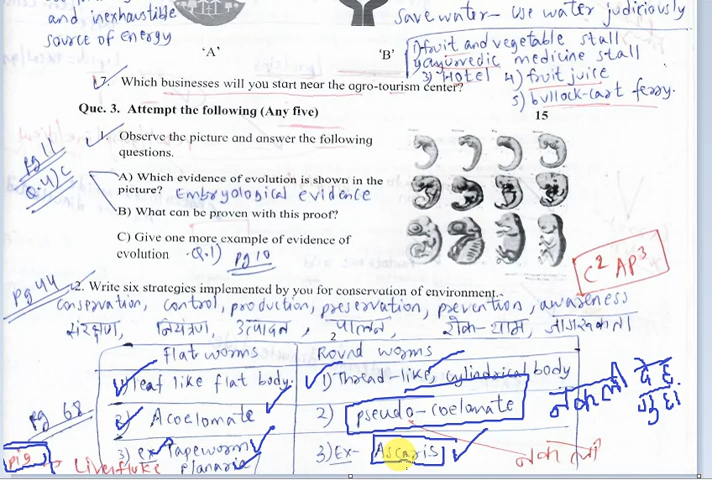 and inexhaustible
source of energy
save water – use water judiciously
'A'
'B'
1) fruit and vegetable stall
2) ayurvedic medicine stall
3) Hotel 4) fruit juice
5) bullock-cart ferry.
7. Which businesses will you start near the agro-tourism center?
Que. 3. Attempt the following (Any five)
15
1. Observe the picture and answer the following
questions.
pg 11
Q.4) C
A) Which evidence of evolution is shown in the
picture? Embryological evidence
B) What can be proven with this proof?
C) Give one more example of evidence of
evolution - Q.1) pg 10
C² AP³
pg 44
2. Write six strategies implemented by you for conservation of environment.
conservation, control, production, preservation, prevention, awareness
संरक्षण, नियंत्रण, उत्पादन, पालन, रोक-थाम, जागरूकता
2
flat worms
Round worms
1) leaf like flat body.
1) Thread-like, cylindrical body
pg 68
2) Acoelomate
2) pseudo-coelomate
नकली देह
गुहा
3) ex Tapeworm
3) Ex- Ascaris
नकली
pig
Liverfluke
planaria